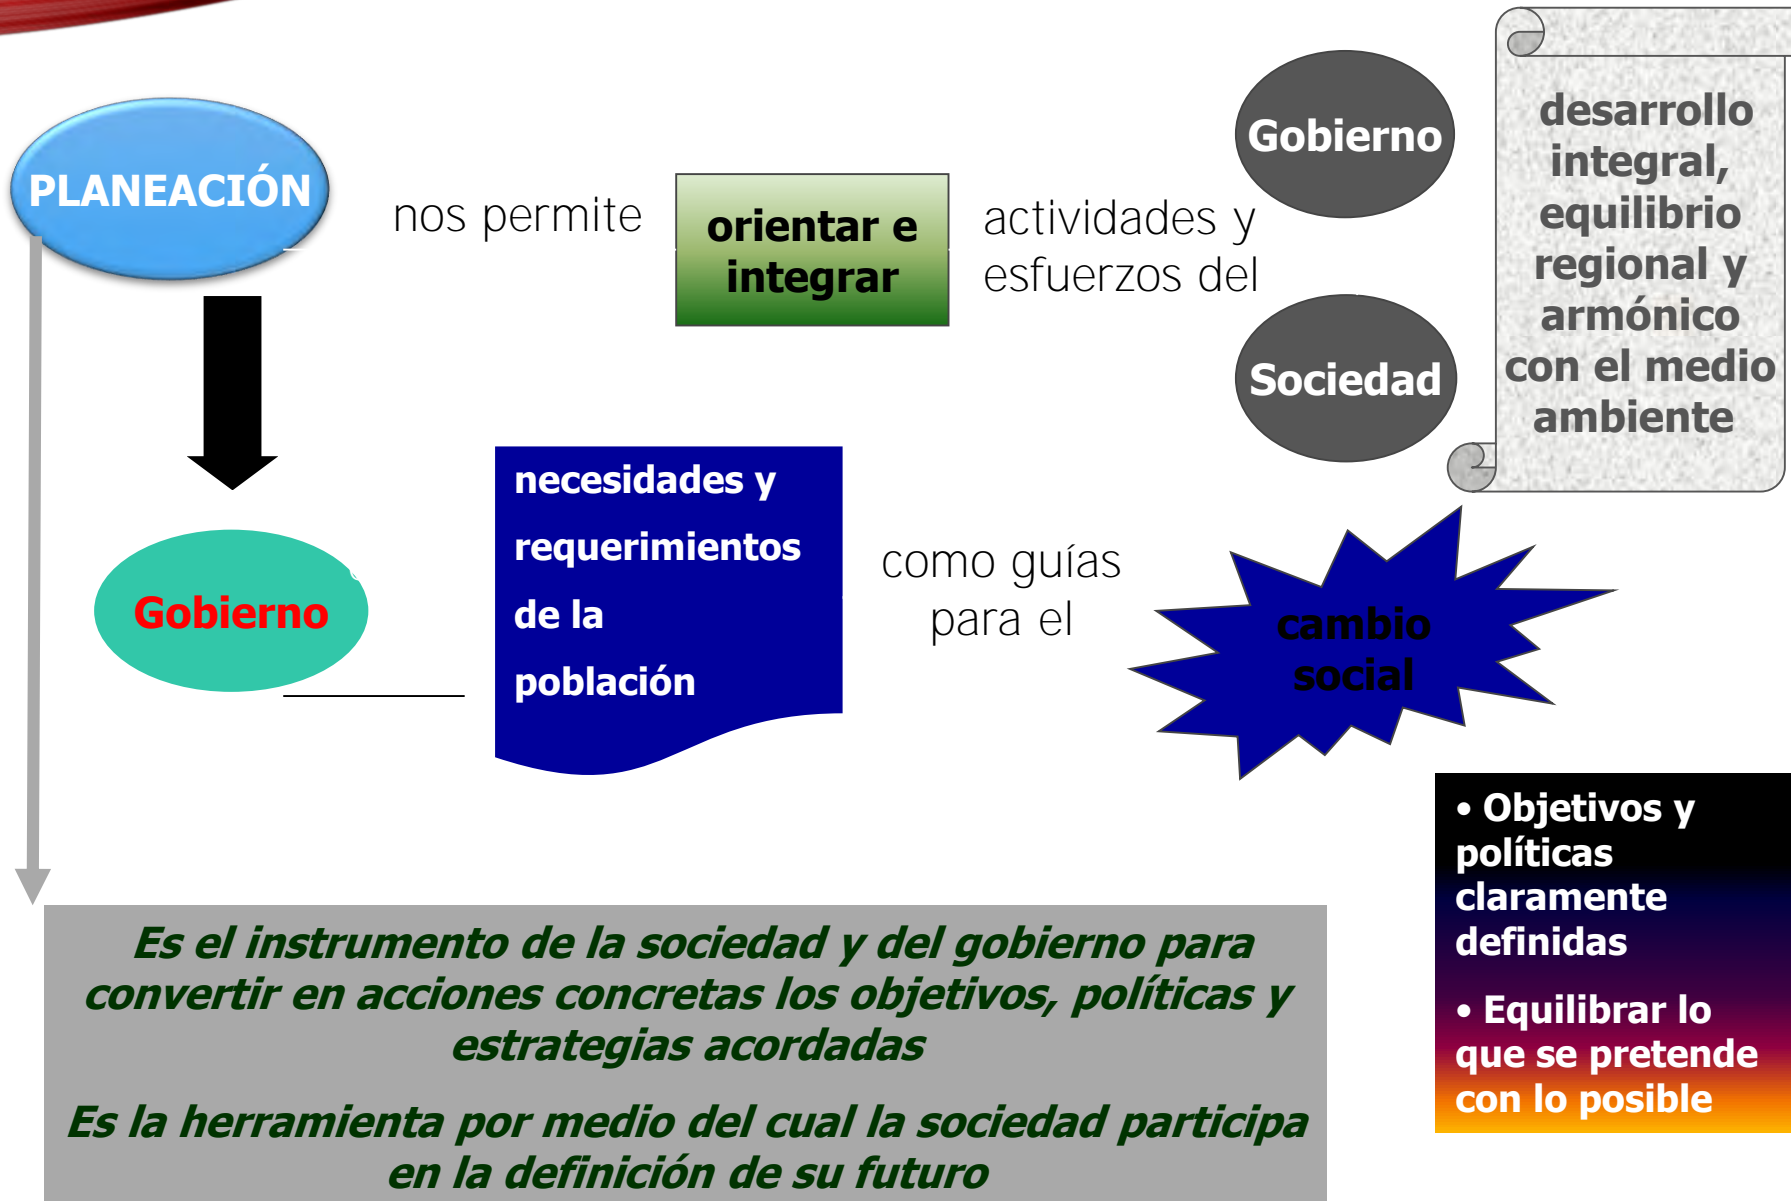 PLANEACIÓN
nos permite
orientar e
integrar
actividades y
esfuerzos del
Gobierno
Sociedad
desarrollo
integral,
equilibrio
regional y
armónico
con el medio
ambiente
Gobierno
necesidades y
requerimientos
de la
población
como guías
para el
cambio
social
• Objetivos y
políticas
claramente
definidas
• Equilibrar lo
que se pretende
con lo posible
Es el instrumento de la sociedad y del gobierno para
convertir en acciones concretas los objetivos, políticas y
estrategias acordadas
Es la herramienta por medio del cual la sociedad participa
en la definición de su futuro